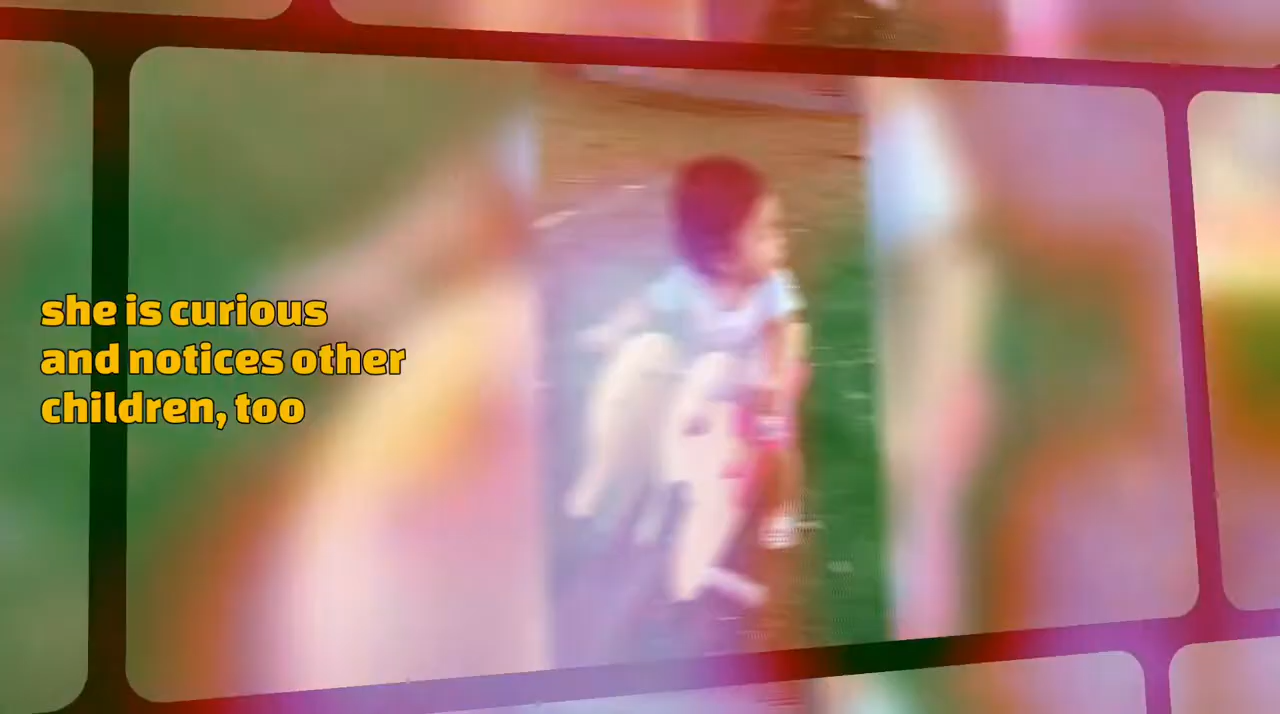 she is curious
and notices other
children, too